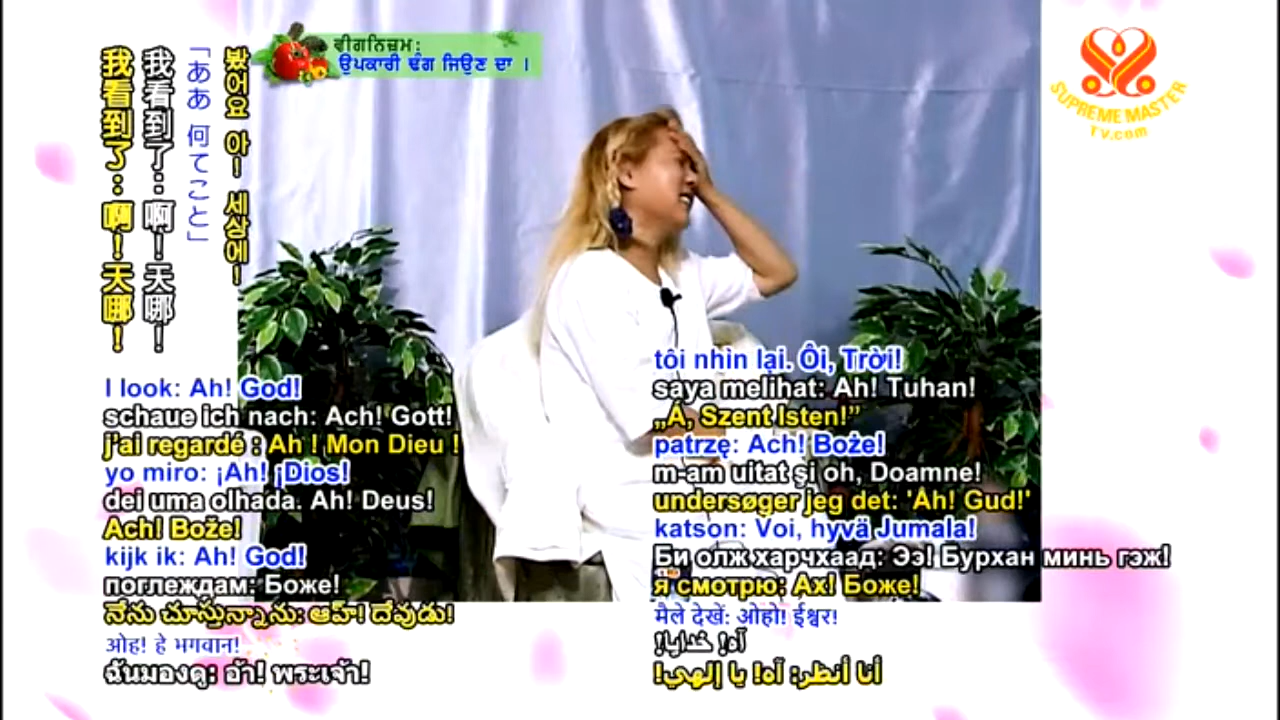 我看到了：啊！天哪！
我看到了：啊！天哪！
「ああ 何てこと」
봤어요 아! 세상에!
ਵੀਗਨਿਜ਼ਮ:
ਉਪਕਾਰੀ ਢੰਗ ਜਿਉਣ ਦਾ ।
SUPREME MASTER
TV.com
I look: Ah! God!
schaue ich nach: Ach! Gott!
j'ai regardé : Ah ! Mon Dieu !
yo miro: ¡Ah! ¡Dios!
dei uma olhada. Ah! Deus!
Ach! Bože!
kijk ik: Ah! God!
поглеждам: Боже!
నేను చూస్తున్నాను: ఆహ్! దేవుడు!
ओह! हे भगवान!
ฉันมองดู: อ้า! พระเจ้า!
tôi nhìn lại. Ôi, Trời!
saya melihat: Ah! Tuhan!
„Á, Szent Isten!”
patrzę: Ach! Boże!
m-am uitat şi oh, Doamne!
undersøger jeg det: 'Åh! Gud!'
katson: Voi, hyvä Jumala!
Би олж харчхаад: Ээ! Бурхан минь гэж!
я смотрю: Ах! Боже!
मैले देखें: ओहो! ईश्वर!
آه! خدایا!
أنا أنظر: آه! يا إلهي!